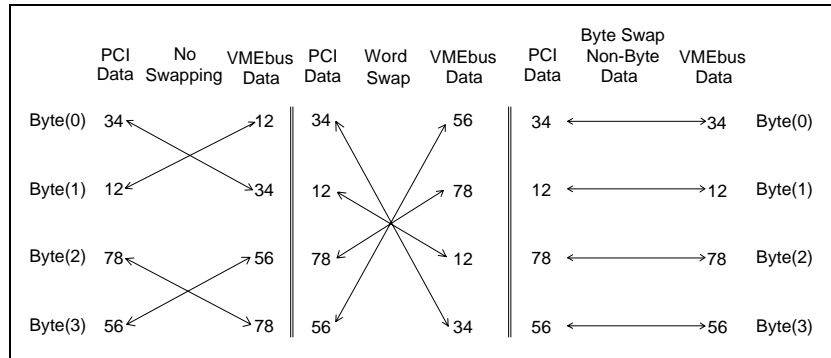 PCI Data No Swapping VMEbus Data PCI Data Word Swap VMEbus Data PCI Data Byte Swap Non-Byte Data VMEbus Data
Byte(0) 34 12 34 56 34 34 Byte(0)
Byte(1) 12 34 12 78 12 12 Byte(1)
Byte(2) 78 56 78 12 78 78 Byte(2)
Byte(3) 56 78 56 34 56 56 Byte(3)